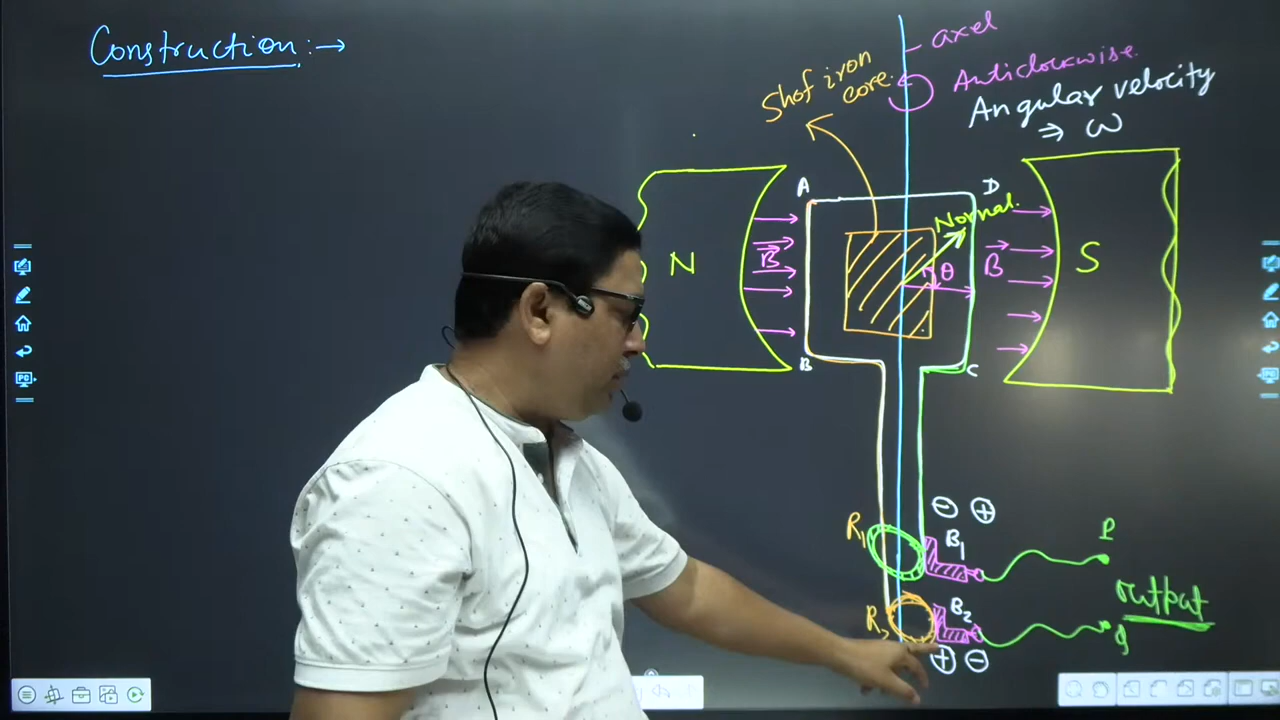 Construction :→
axel
Anticlockwise.
Angular velocity
⇒ ω
Shof iron
core.
A
D
Normal.
N
B
θ
B
S
B
C
⊖ ⊕
R1
B1
P
output
R2
B2
q
⊕ ⊖